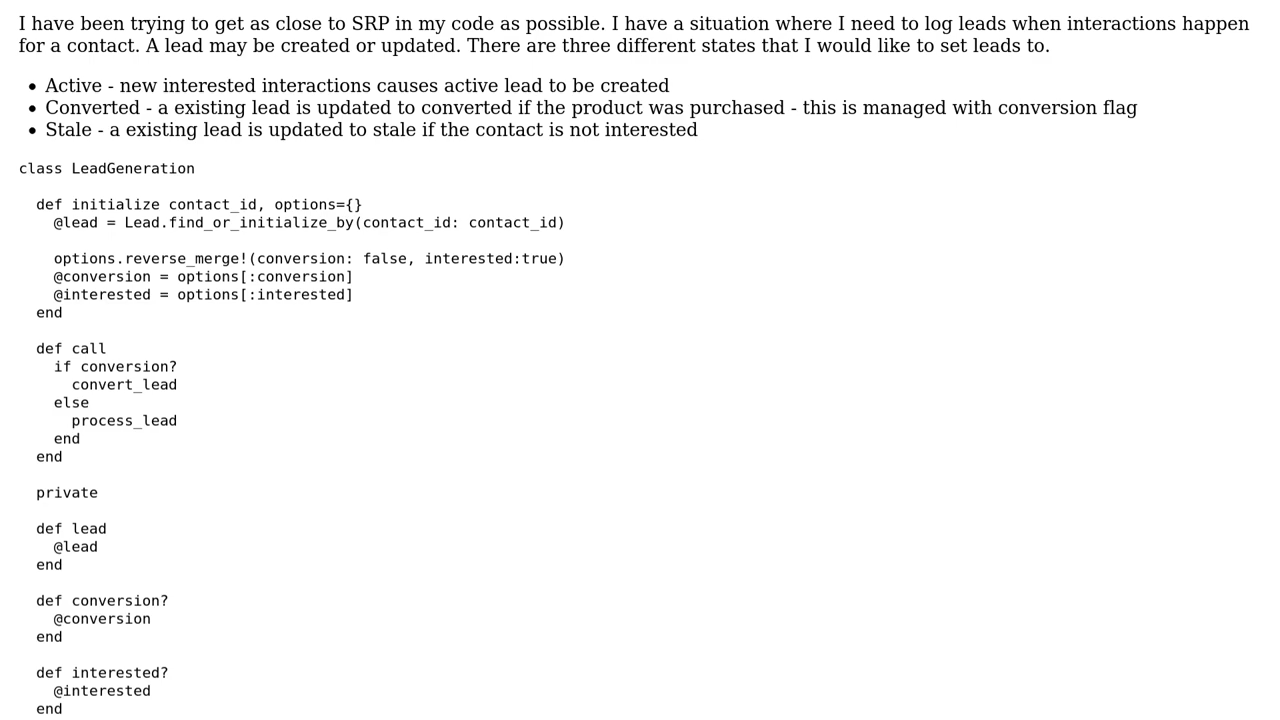 I have been trying to get as close to SRP in my code as possible. I have a situation where I need to log leads when interactions happen
for a contact. A lead may be created or updated. There are three different states that I would like to set leads to.
• Active - new interested interactions causes active lead to be created
• Converted - a existing lead is updated to converted if the product was purchased - this is managed with conversion flag
• Stale - a existing lead is updated to stale if the contact is not interested
class LeadGeneration
  def initialize contact_id, options={}
    @lead = Lead.find_or_initialize_by(contact_id: contact_id)
    options.reverse_merge!(conversion: false, interested:true)
    @conversion = options[:conversion]
    @interested = options[:interested]
  end
  def call
    if conversion?
      convert_lead
    else
      process_lead
    end
  end
  private
  def lead
    @lead
  end
  def conversion?
    @conversion
  end
  def interested?
    @interested
  end